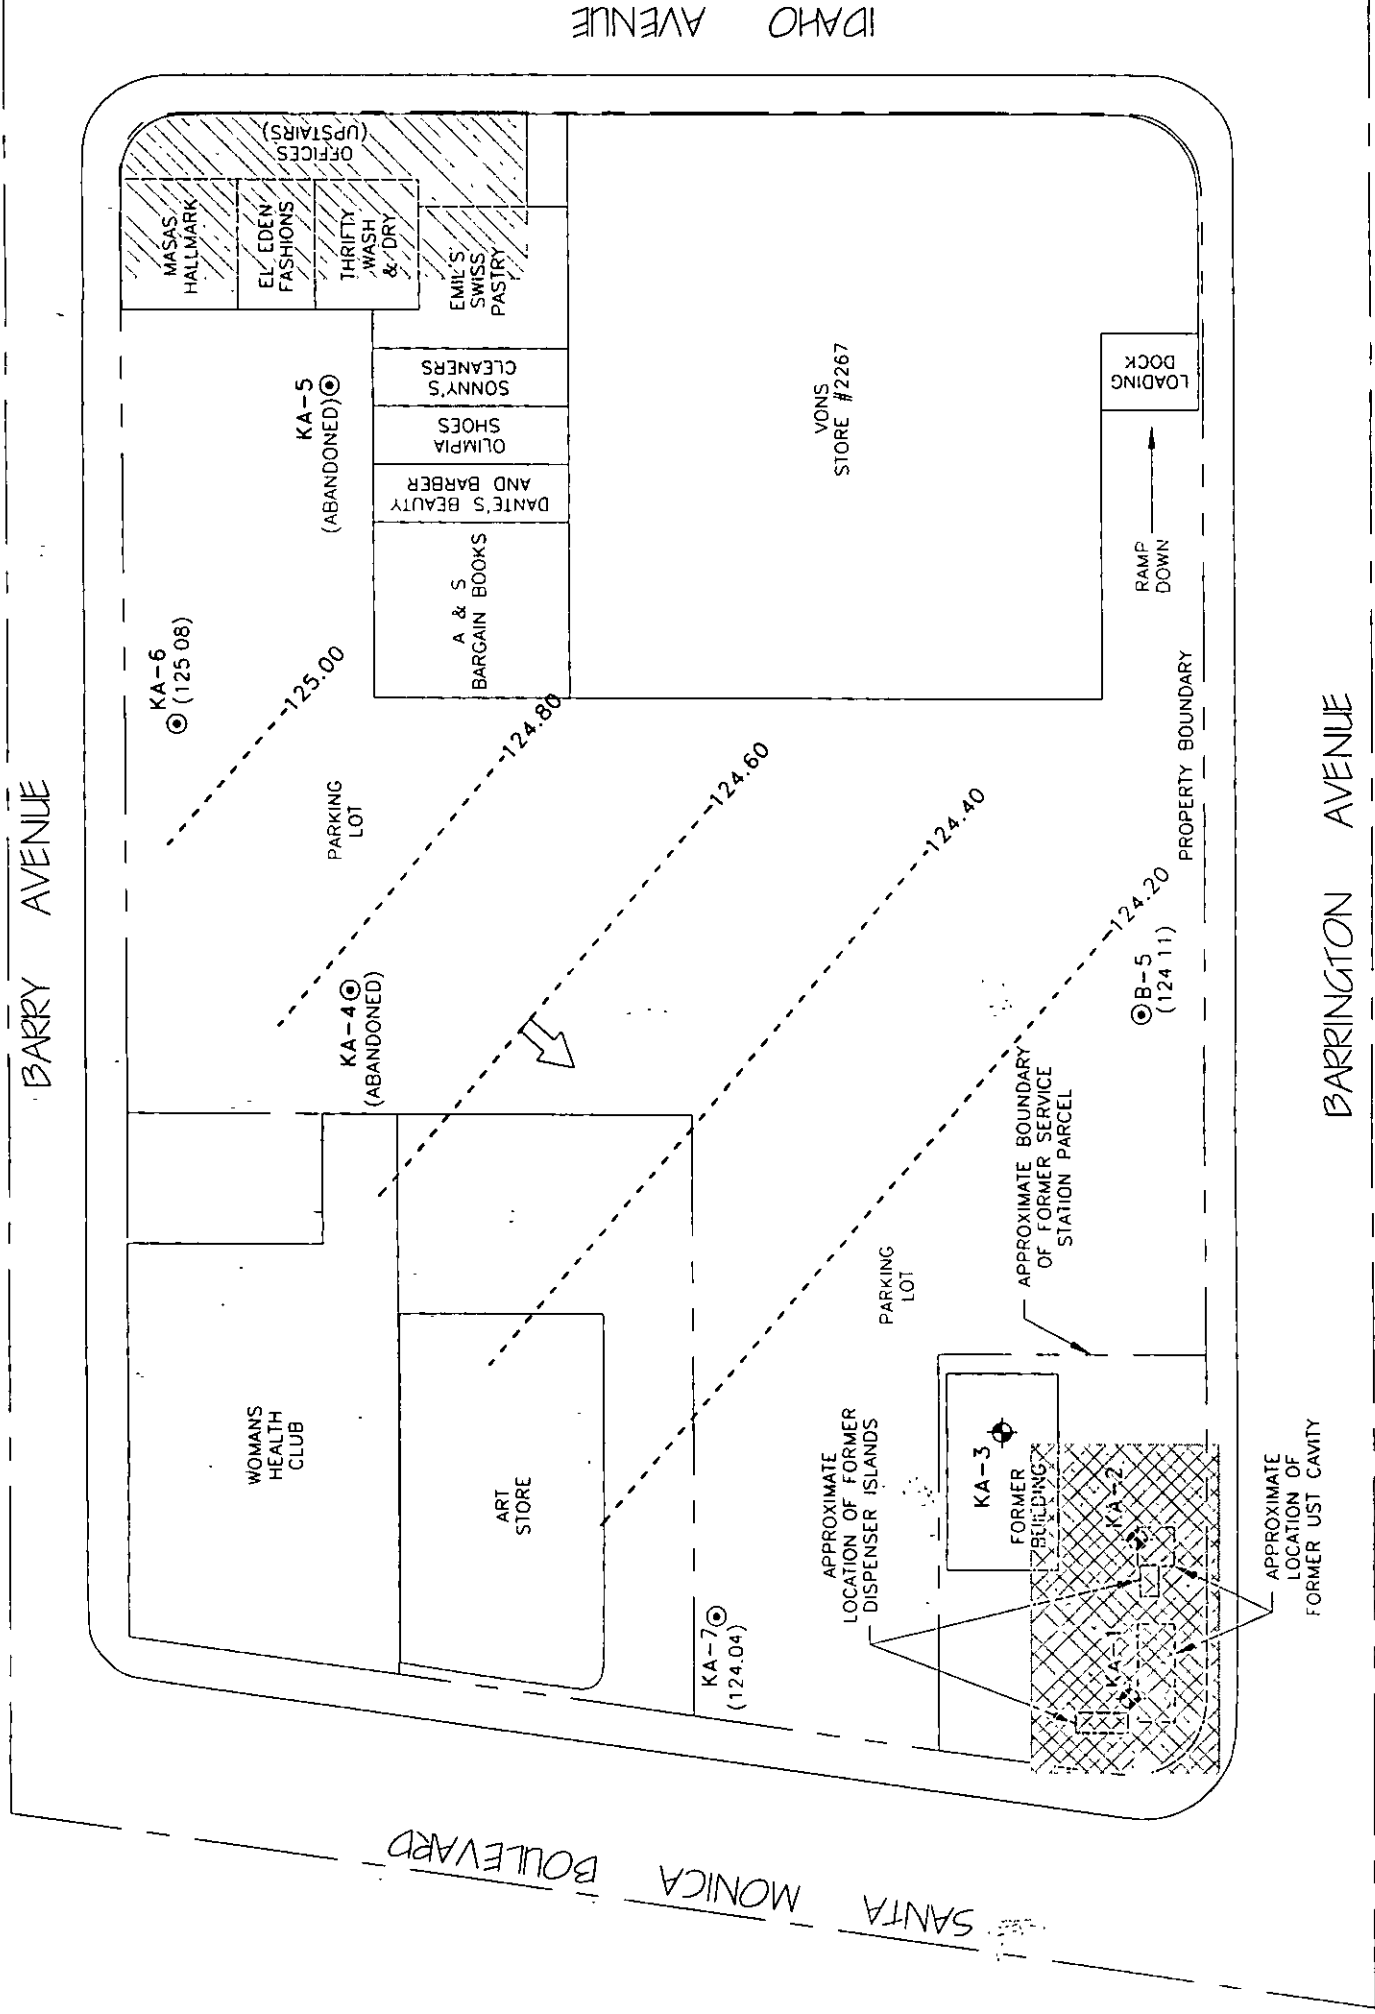 IDAHO AVENUE
BARRY AVENUE
OFFICES
(UPSTAIRS)
MASAS
HALLMARK
EL EDEN
FASHIONS
THRIFTY
WASH
& DRY
EMIL'S
SWISS
PASTRY
SONNY'S
CLEANERS
OLIMPIA
SHOES
DANTE'S BEAUTY
AND BARBER
A & S
BARGAIN BOOKS
VONS
STORE #2267
LOADING
DOCK
RAMP
DOWN
KA-5
(ABANDONED)
KA-6
(125 08)
125.00
124.80
124.60
124.40
124.20
PARKING
LOT
KA-4
(ABANDONED)
PROPERTY BOUNDARY
B-5
(124 11)
BARRINGTON AVENUE
APPROXIMATE BOUNDARY
OF FORMER SERVICE
STATION PARCEL
PARKING
LOT
WOMANS
HEALTH
CLUB
ART
STORE
KA-7
(124.04)
APPROXIMATE
LOCATION OF FORMER
DISPENSER ISLANDS
KA-3
FORMER
BUILDING
KA-2
KA-1
APPROXIMATE
LOCATION OF
FORMER UST CAVITY
SANTA MONICA BOULEVARD